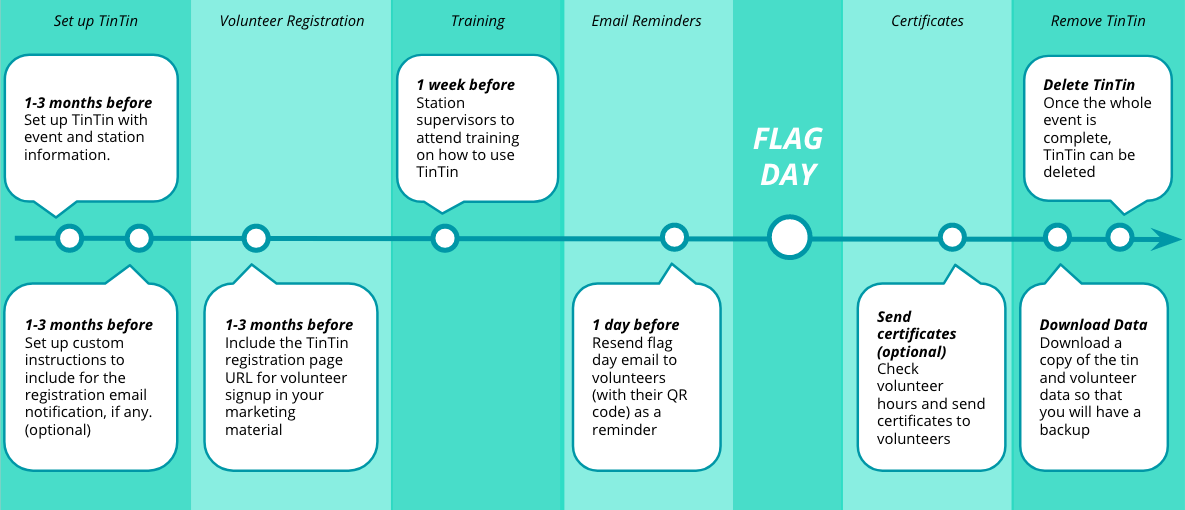 Set up TinTin
Volunteer Registration
Training
Email Reminders
Certificates
Remove TinTin
1-3 months before
Set up TinTin with
event and station
information.
1 week before
Station
supervisors to
attend training
on how to use
TinTin
FLAG
DAY
Delete TinTin
Once the whole
event is
complete,
TinTin can be
deleted
1-3 months before
Set up custom
instructions to
include for the
registration email
notification, if any.
(optional)
1-3 months before
Include the TinTin
registration page
URL for volunteer
signup in your
marketing
material
1 day before
Resend flag
day email to
volunteers
(with their QR
code) as a
reminder
Send
certificates
(optional)
Check
volunteer
hours and send
certificates to
volunteers
Download Data
Download a
copy of the tin
and volunteer
data so that
you will have a
backup